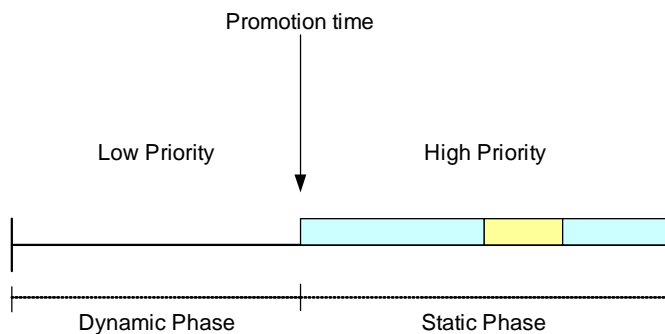 Promotion time
Low Priority
High Priority
Dynamic Phase
Static Phase